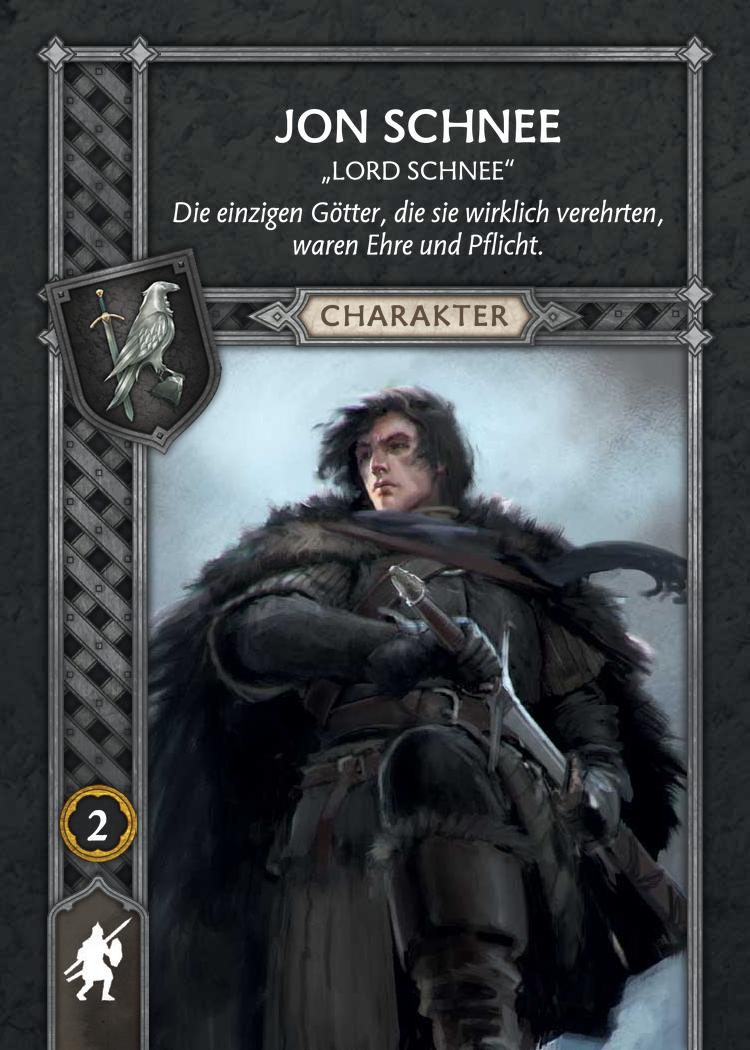 JON SCHNEE
„LORD SCHNEE“
Die einzigen Götter, die sie wirklich verehrten,
waren Ehre und Pflicht.
CHARAKTER
2